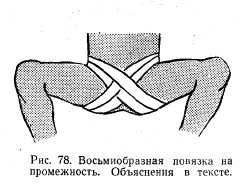 Рис. 78. Восьмиобразная повязка на
промежность. Объяснения в тексте.